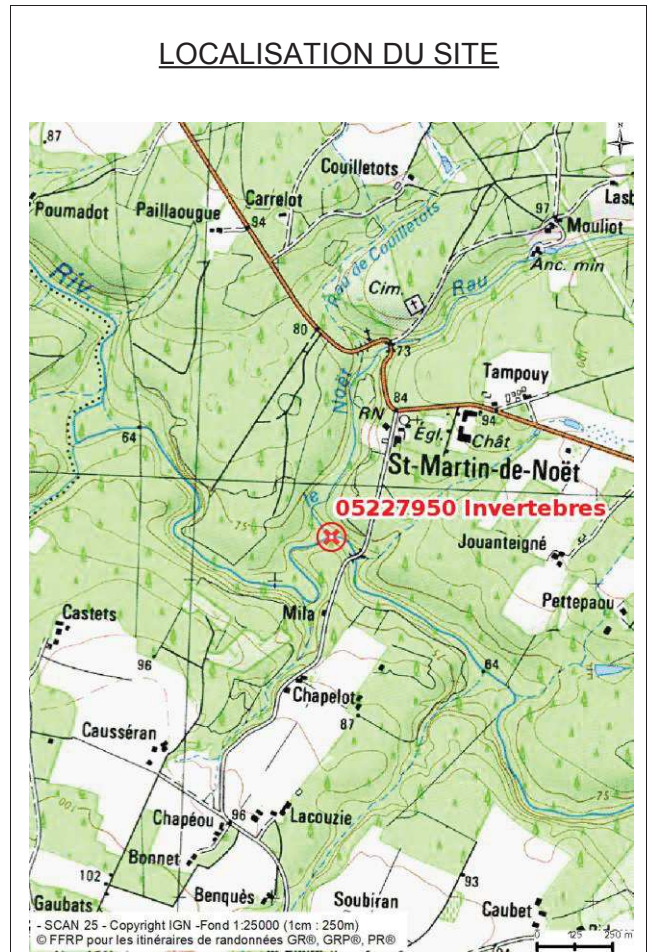 LOCALISATION DU SITE
87
Couilletots
Poumadot
Paillaougue
Carrelot
94
97
Mouliot
Anc. min
Rau de Couilletots
Cim.
Rau
Riv.
80
73
Noët
Tampouy
84
94
RN
Égl.
Chât
64
St-Martin-de-Noët
75
05227950 Invertebres
Jouanteigné
Pettepaou
Mila
Castets
96
64
Chapelot
87
Causséran
75
100
96
Lacouzie
Chapéou
Bonnet
102
Benquès
Soubiran
93
Gaubats
Caubet
- SCAN 25 - Copyright IGN -Fond 1:25000 (1cm : 250m)
© FFRP pour les itinéraires de randonnées GR®, GRP®, PR®
0 125 250 m